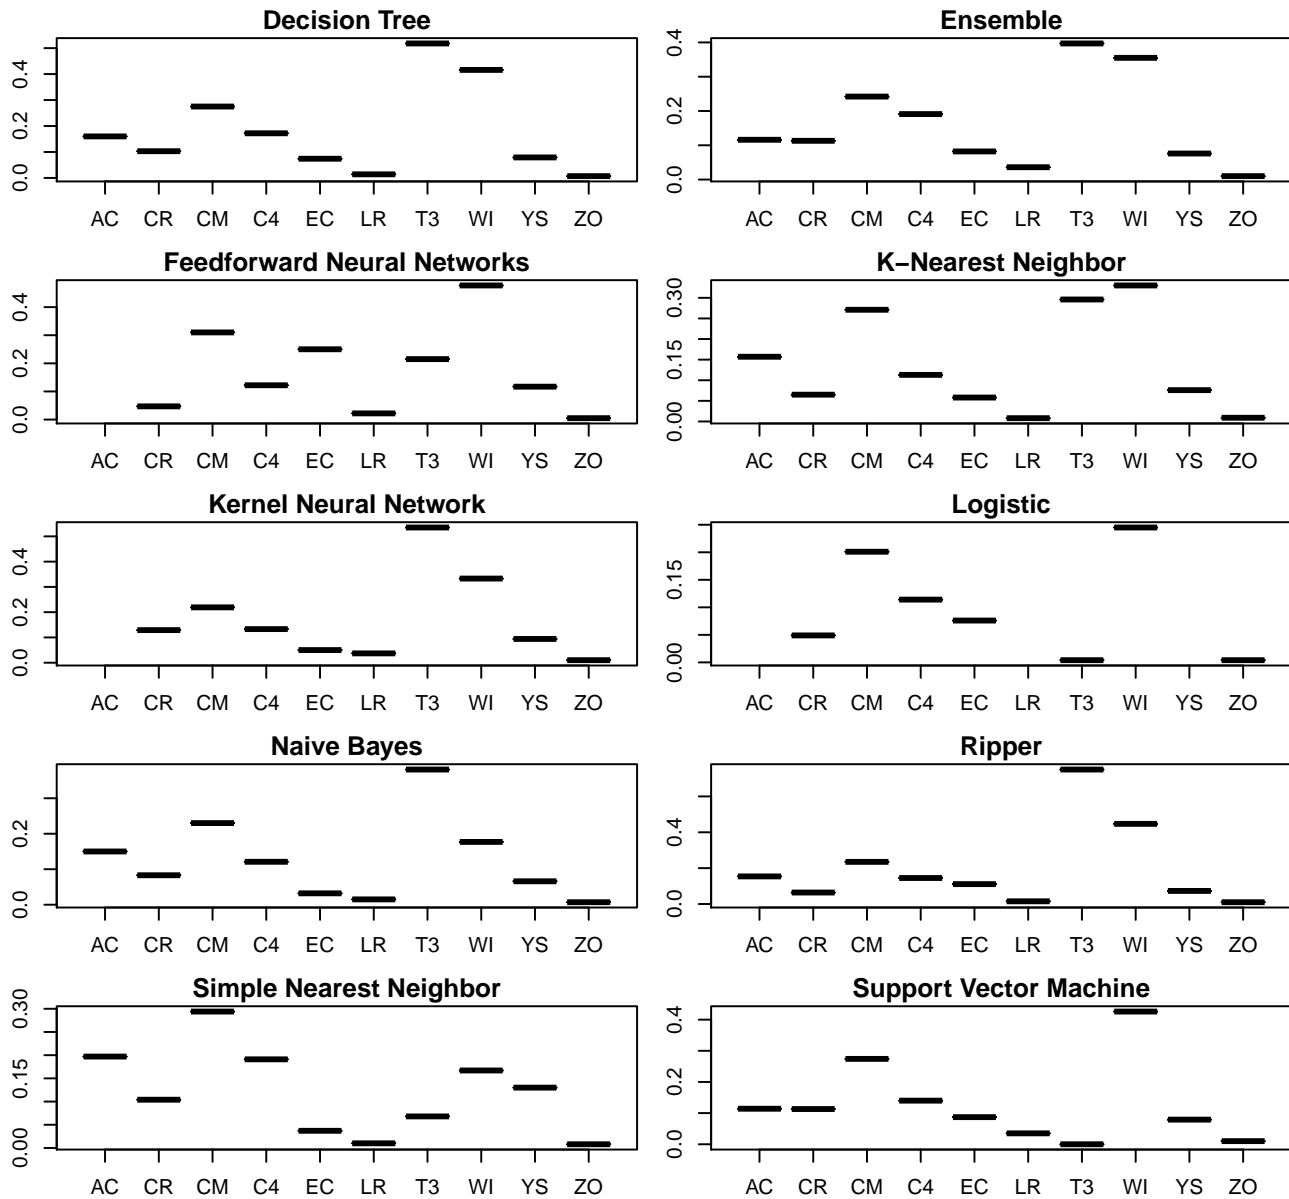 Decision Tree
0.0 0.2 0.4
AC CR CM C4 EC LR T3 WI YS ZO
Ensemble
0.0 0.2 0.4
AC CR CM C4 EC LR T3 WI YS ZO
Feedforward Neural Networks
0.0 0.2 0.4
AC CR CM C4 EC LR T3 WI YS ZO
K−Nearest Neighbor
0.00 0.15 0.30
AC CR CM C4 EC LR T3 WI YS ZO
Kernel Neural Network
0.0 0.2 0.4
AC CR CM C4 EC LR T3 WI YS ZO
Logistic
0.00 0.15
AC CR CM C4 EC LR T3 WI YS ZO
Naive Bayes
0.0 0.2
AC CR CM C4 EC LR T3 WI YS ZO
Ripper
0.0 0.4
AC CR CM C4 EC LR T3 WI YS ZO
Simple Nearest Neighbor
0.00 0.15 0.30
AC CR CM C4 EC LR T3 WI YS ZO
Support Vector Machine
0.0 0.2 0.4
AC CR CM C4 EC LR T3 WI YS ZO